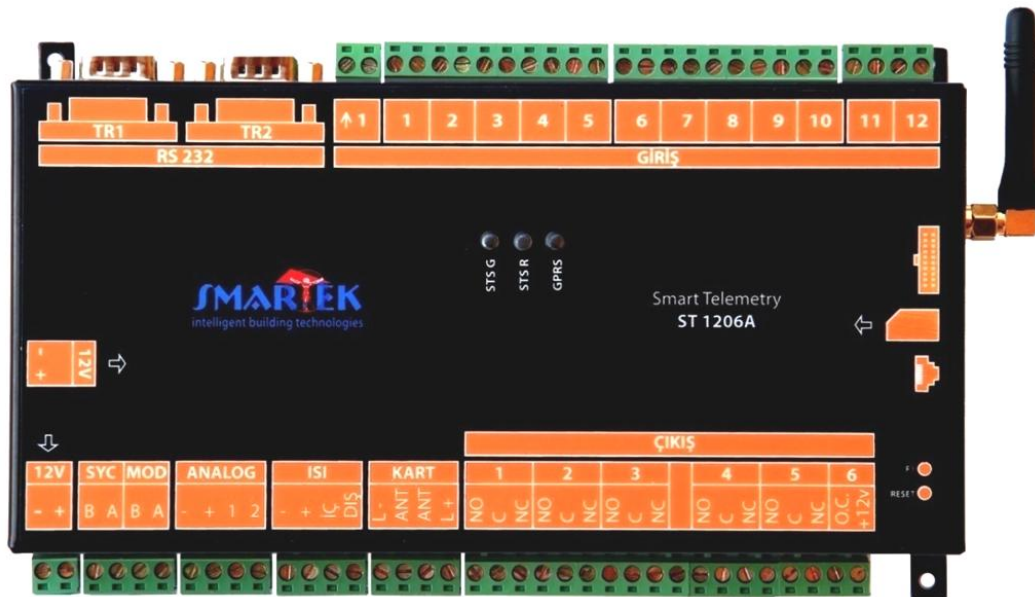 TR1 TR2
RS 232
↑1 1 2 3 4 5 6 7 8 9 10 11 12
GİRİŞ
STS G
STS R
GPRS
SMARTEK
intelligent building technologies
Smart Telemetry
ST 1206A
- +
12V
ÇIKIŞ
12V SYC MOD ANALOG ISI KART 1 2 3 4 5 6
- + B A B A - + 1 2 - + İÇ DIŞ L- ANT ANT L+ NO C NC NO C NC NO C NC NO C NC NO C NC O.C. +12v
RESET